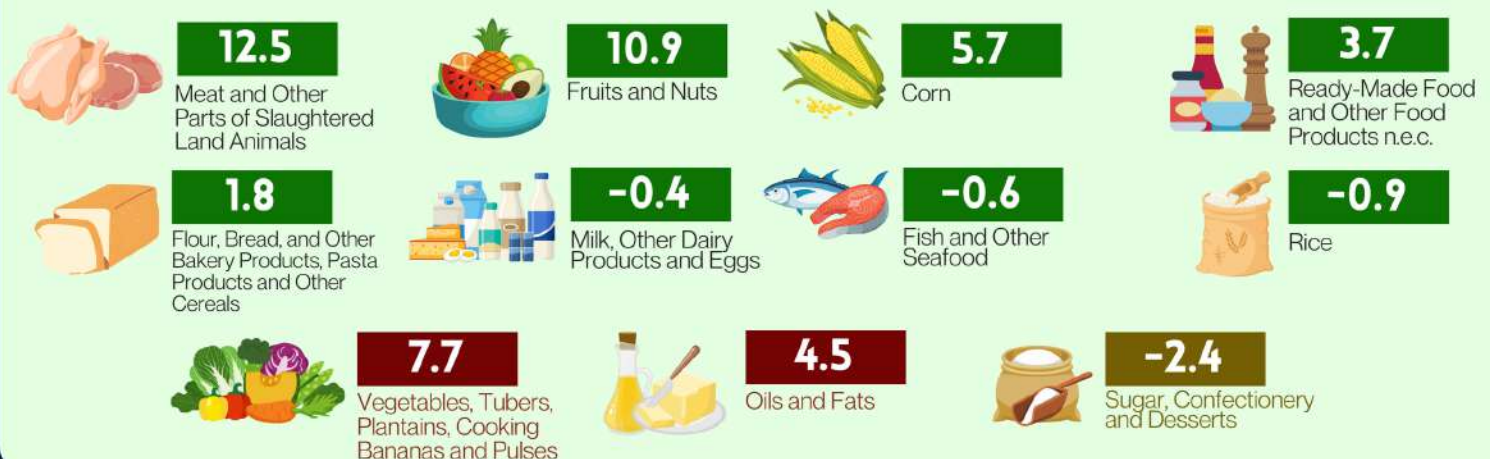 12.5
Meat and Other
Parts of Slaughtered
Land Animals
10.9
Fruits and Nuts
5.7
Corn
3.7
Ready-Made Food
and Other Food
Products n.e.c.
1.8
Flour, Bread, and Other
Bakery Products, Pasta
Products and Other
Cereals
-0.4
Milk, Other Dairy
Products and Eggs
-0.6
Fish and Other
Seafood
-0.9
Rice
7.7
Vegetables, Tubers,
Plantains, Cooking
Bananas and Pulses
4.5
Oils and Fats
-2.4
Sugar, Confectionery
and Desserts